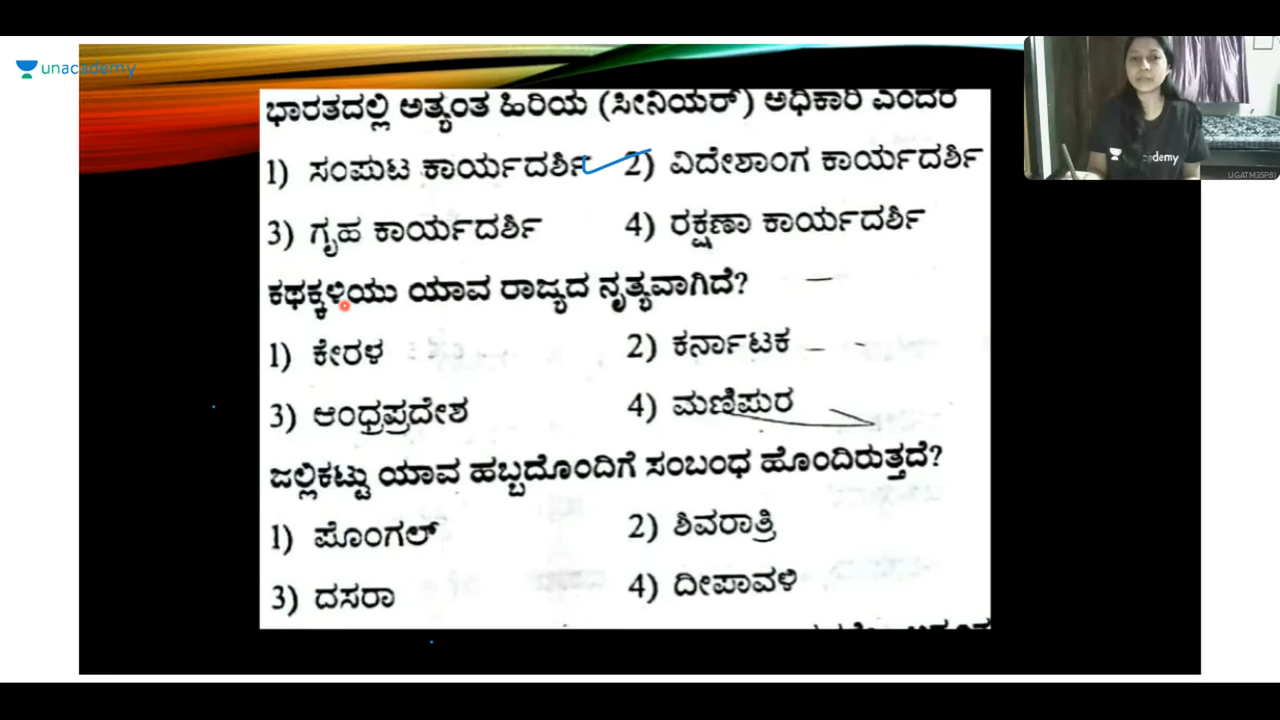 unacademy
ಭಾರತದಲ್ಲಿ ಅತ್ಯಂತ ಹಿರಿಯ (ಸೀನಿಯರ್) ಅಧಿಕಾರಿ ಎಂದರೆ
1) ಸಂಪುಟ ಕಾರ್ಯದರ್ಶಿ 2) ವಿದೇಶಾಂಗ ಕಾರ್ಯದರ್ಶಿ
3) ಗೃಹ ಕಾರ್ಯದರ್ಶಿ 4) ರಕ್ಷಣಾ ಕಾರ್ಯದರ್ಶಿ
ಕಥಕ್ಕಳಿಯು ಯಾವ ರಾಜ್ಯದ ನೃತ್ಯವಾಗಿದೆ?
1) ಕೇರಳ 2) ಕರ್ನಾಟಕ
3) ಆಂಧ್ರಪ್ರದೇಶ 4) ಮಣಿಪುರ
ಜಲ್ಲಿಕಟ್ಟು ಯಾವ ಹಬ್ಬದೊಂದಿಗೆ ಸಂಬಂಧ ಹೊಂದಿರುತ್ತದೆ?
1) ಪೊಂಗಲ್ 2) ಶಿವರಾತ್ರಿ
3) ದಸರಾ 4) ದೀಪಾವಳಿ
UGATM3SP8I